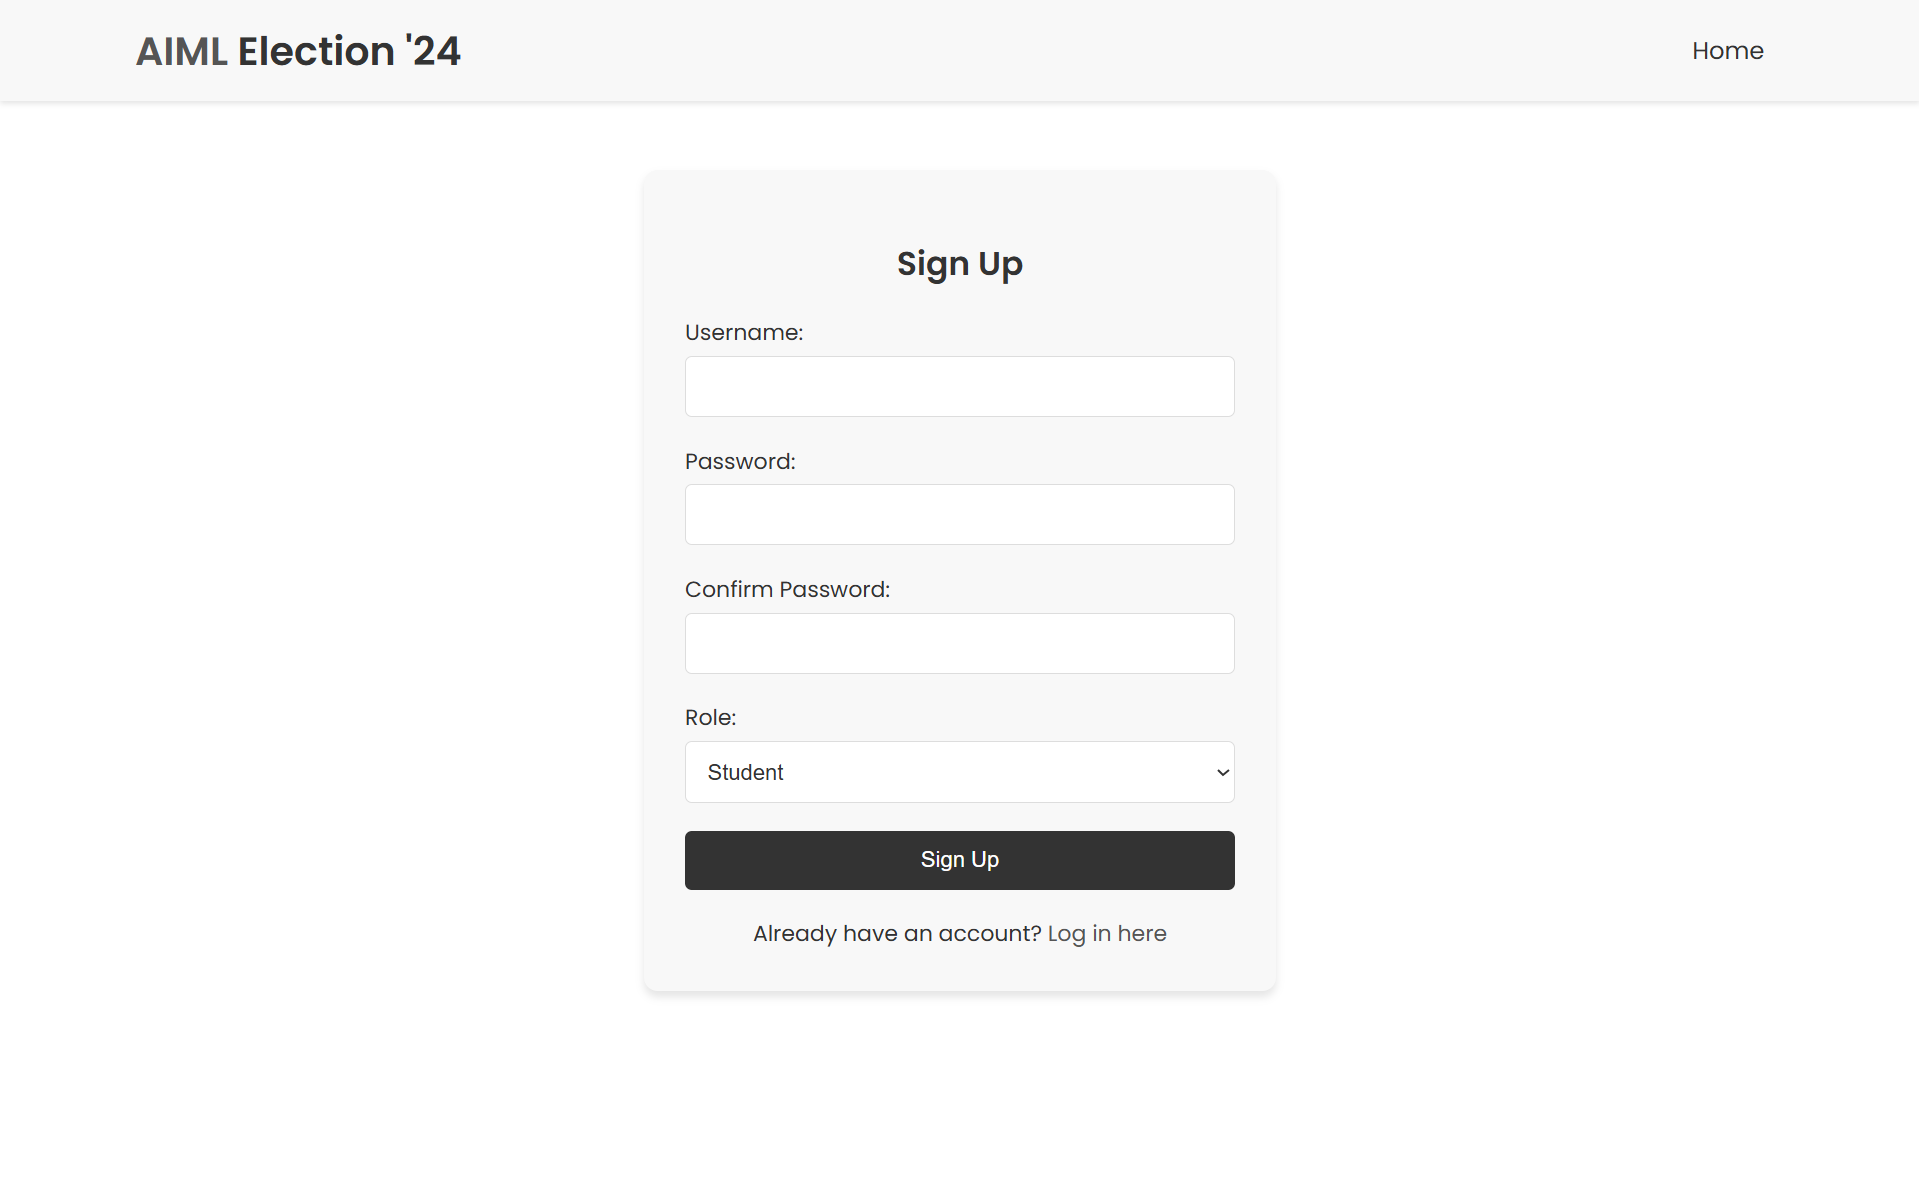 AIML Election '24
Home
Sign Up
Username:
Password:
Confirm Password:
Role:
Student
Sign Up
Already have an account? Log in here